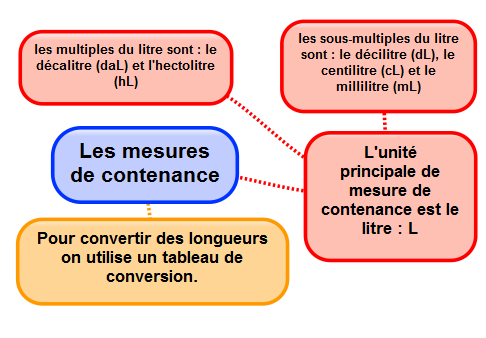 les multiples du litre sont : le
décalitre (daL) et l'hectolitre
(hL)
les sous-multiples du litre
sont : le décilitre (dL), le
centilitre (cL) et le
millilitre (mL)
Les mesures
de contenance
L'unité
principale de
mesure de
contenance est le
litre : L
Pour convertir des longueurs
on utilise un tableau de
conversion.